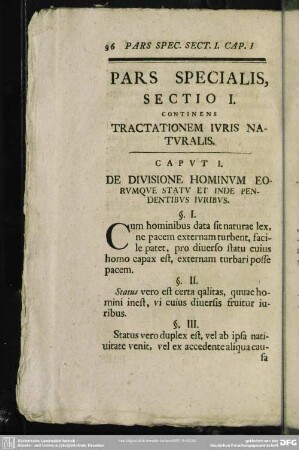 96 PARS SPEC. SECT. I. CAP. I
PARS SPECIALIS,
SECTIO I.
CONTINENS
TRACTATIONEM IVRIS NA-
TVRALIS.
CAPVT I.
DE DIVISIONE HOMINVM EO-
RVMQVE STATV ET INDE PEN-
DENTIBVS IVRIBVS.
§. I.
Cum hominibus data sit naturae lex,
ne pacem externam turbent, faci-
le patet, pro diuerso statu cuius
homo capax est, externam turbari posse
pacem.
§. II.
Status vero est certa qalitas, quuae ho-
mini inest, vi cuius diuersis fruitur iu-
ribus.
§. III.
Status vero duplex est, vel ab ipsa nati-
uitate venit, vel ex accedente aliqua cau-
sa
DFG